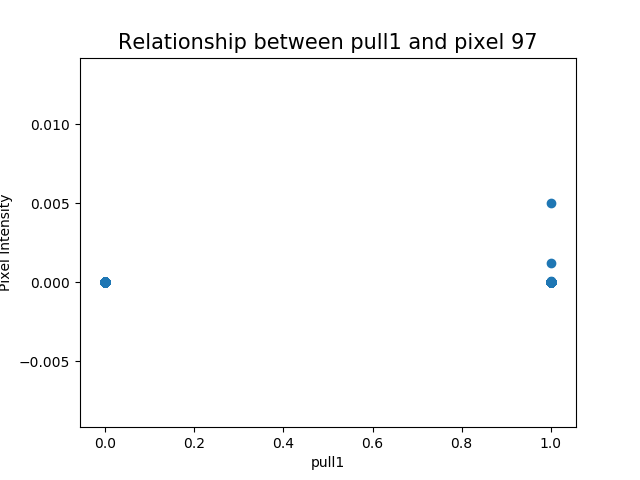 Relationship between pull1 and pixel 97
0.010
0.005
0.000
−0.005
Pixel Intensity
0.0 0.2 0.4 0.6 0.8 1.0
pull1